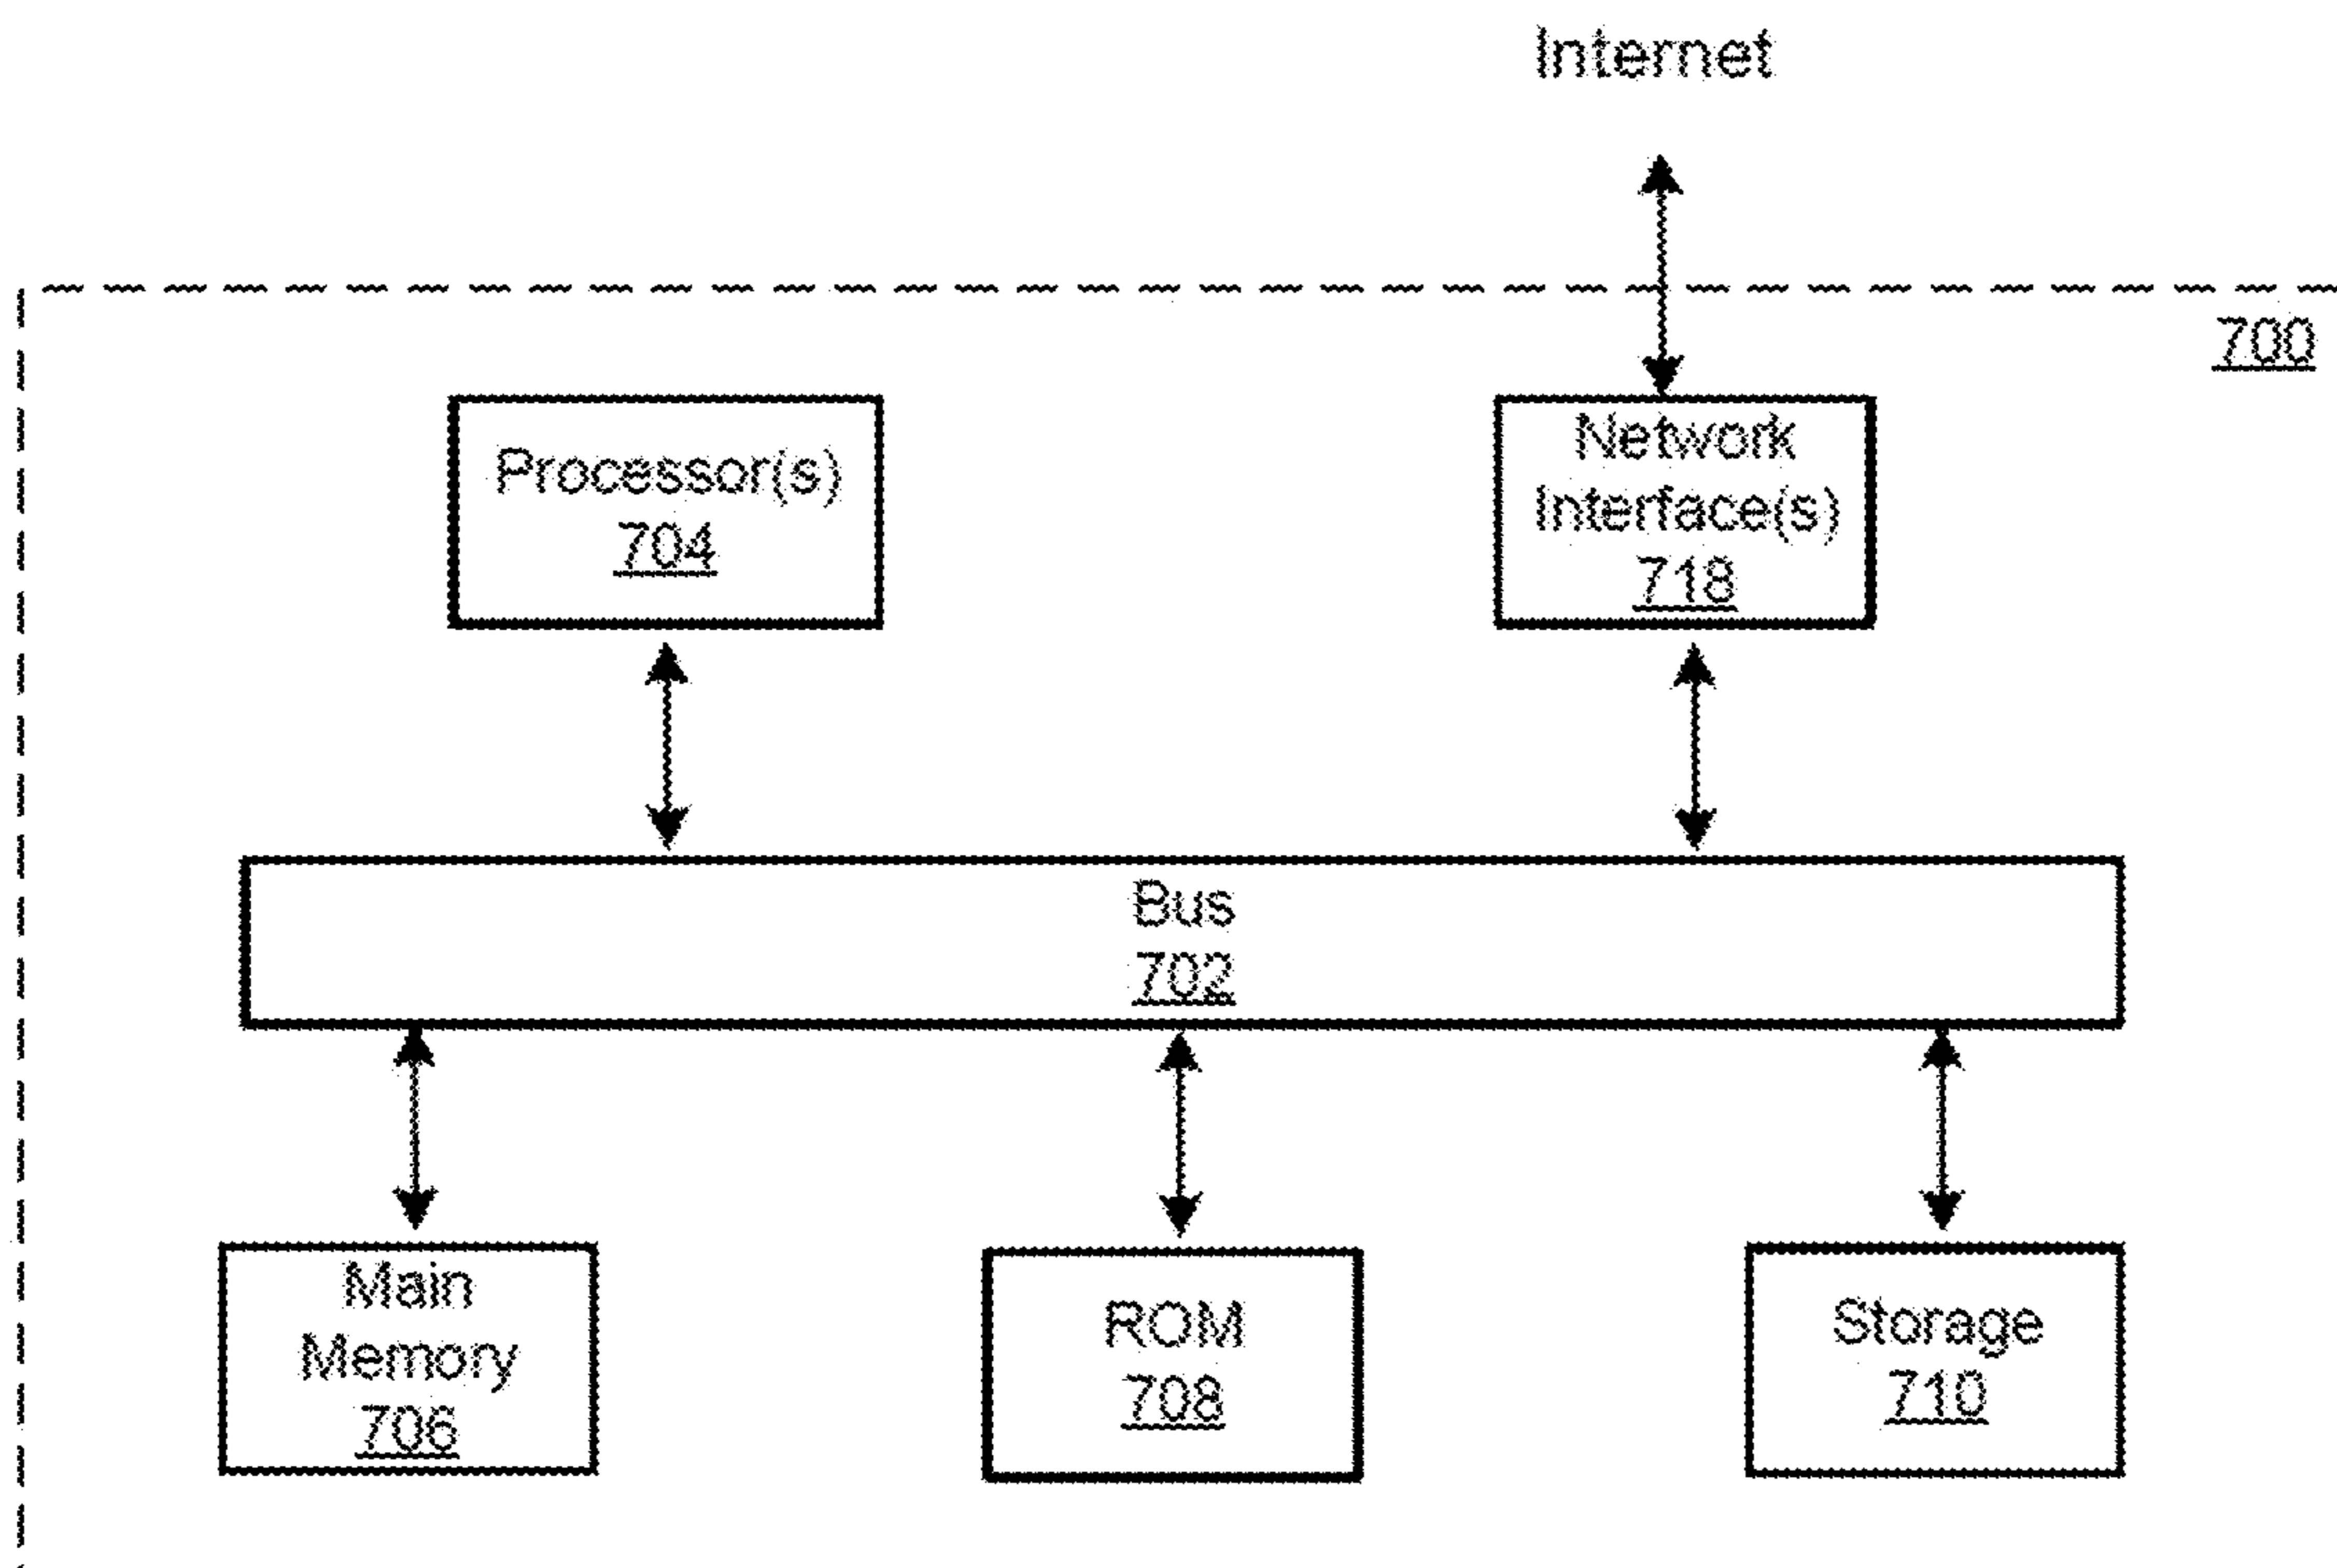 Internet
700
Processor(s)
704
Network
Interface(s)
718
Bus
702
Main
Memory
706
ROM
708
Storage
710